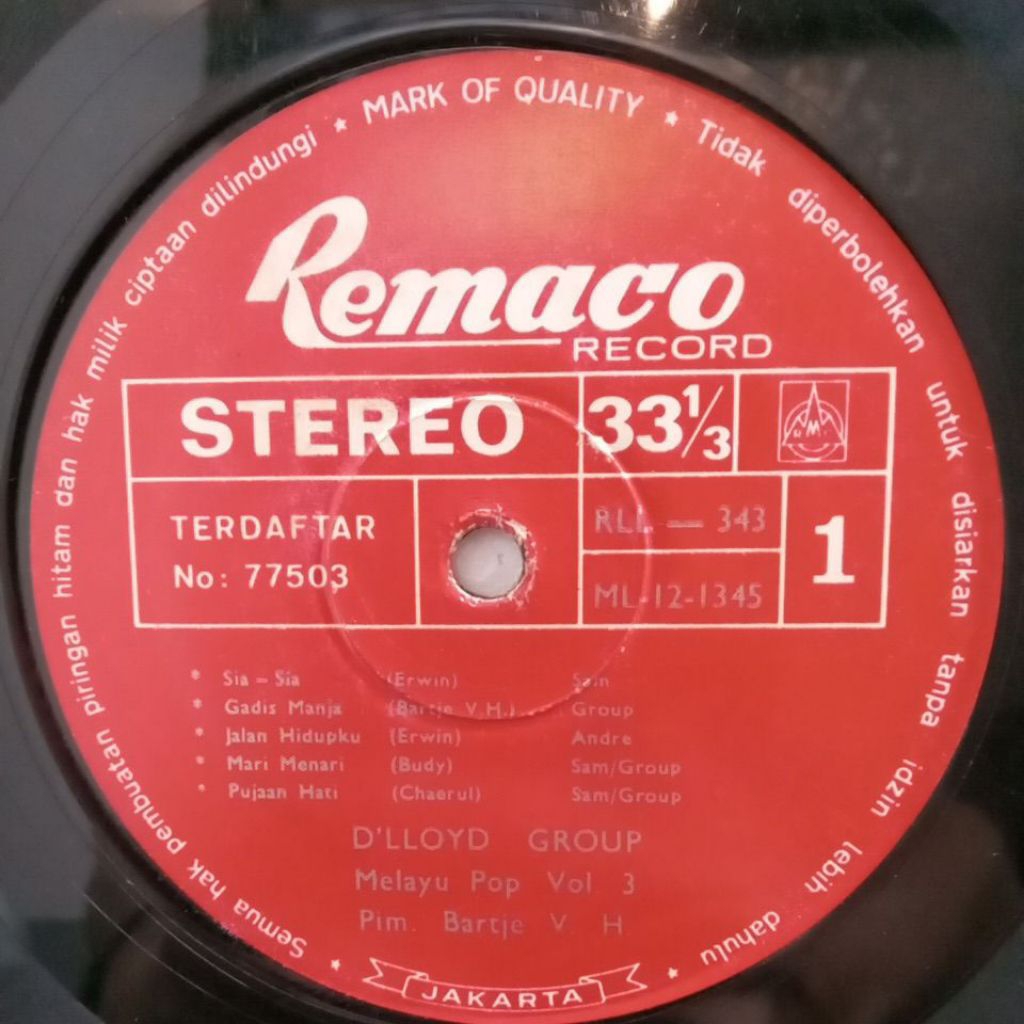 MARK OF QUALITY
Tidak diperbolehkan untuk disiarkan tanpa idzin lebih dahulu
Semua hak pembuatan piringan hitam dan hak milik ciptaan dilindungi
Remaco
RECORD
STEREO 33 1/3
TERDAFTAR
No: 77503
RLL — 343
ML-12-1345
1
* Sia - Sia (Erwin) Sam
* Gadis Manja (Bartje V.H.) Group
* Jalan Hidupku (Erwin) Andre
* Mari Menari (Budy) Sam/Group
* Pujaan Hati (Chaerul) Sam/Group
D'LLOYD GROUP
Melayu Pop Vol 3
Pim. Bartje V. H
JAKARTA